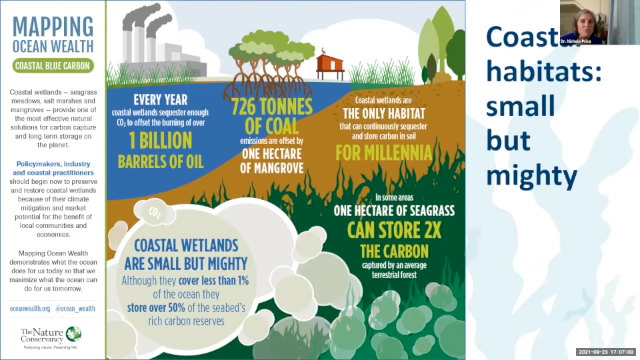 MAPPING
OCEAN WEALTH
COASTAL BLUE CARBON
Coastal wetlands – seagrass
meadows, salt marshes and
mangroves – provide one of
the most effective natural
solutions for carbon capture
and long term storage on
the planet.
Policymakers, industry
and coastal practitioners
should begin now to preserve
and restore coastal wetlands
because of their climate
mitigation and market
potential for the benefit of
local communities and
economies.
Mapping Ocean Wealth
demonstrates what the ocean
does for us today so that we
maximize what the ocean can
do for us tomorrow.
oceanwealth.org @ocean_wealth
The Nature
Conservancy
Protecting nature. Preserving life.
EVERY YEAR
coastal wetlands sequester enough
CO₂ to offset the burning of over
1 BILLION
BARRELS OF OIL
726 TONNES
OF COAL
emissions are offset by
ONE HECTARE
OF MANGROVE
Coastal wetlands are
THE ONLY HABITAT
that can continuously sequester
and store carbon in soil
FOR MILLENNIA
In some areas
ONE HECTARE OF SEAGRASS
CAN STORE 2X
THE CARBON
captured by an average
terrestrial forest
CO₂
COASTAL WETLANDS
ARE SMALL BUT MIGHTY
Although they cover less than 1%
of the ocean they
store over 50% of the seabed's
rich carbon reserves
Coast
habitats:
small
but
mighty
Dr. Nichole Price
2021-09-23 17:07:09